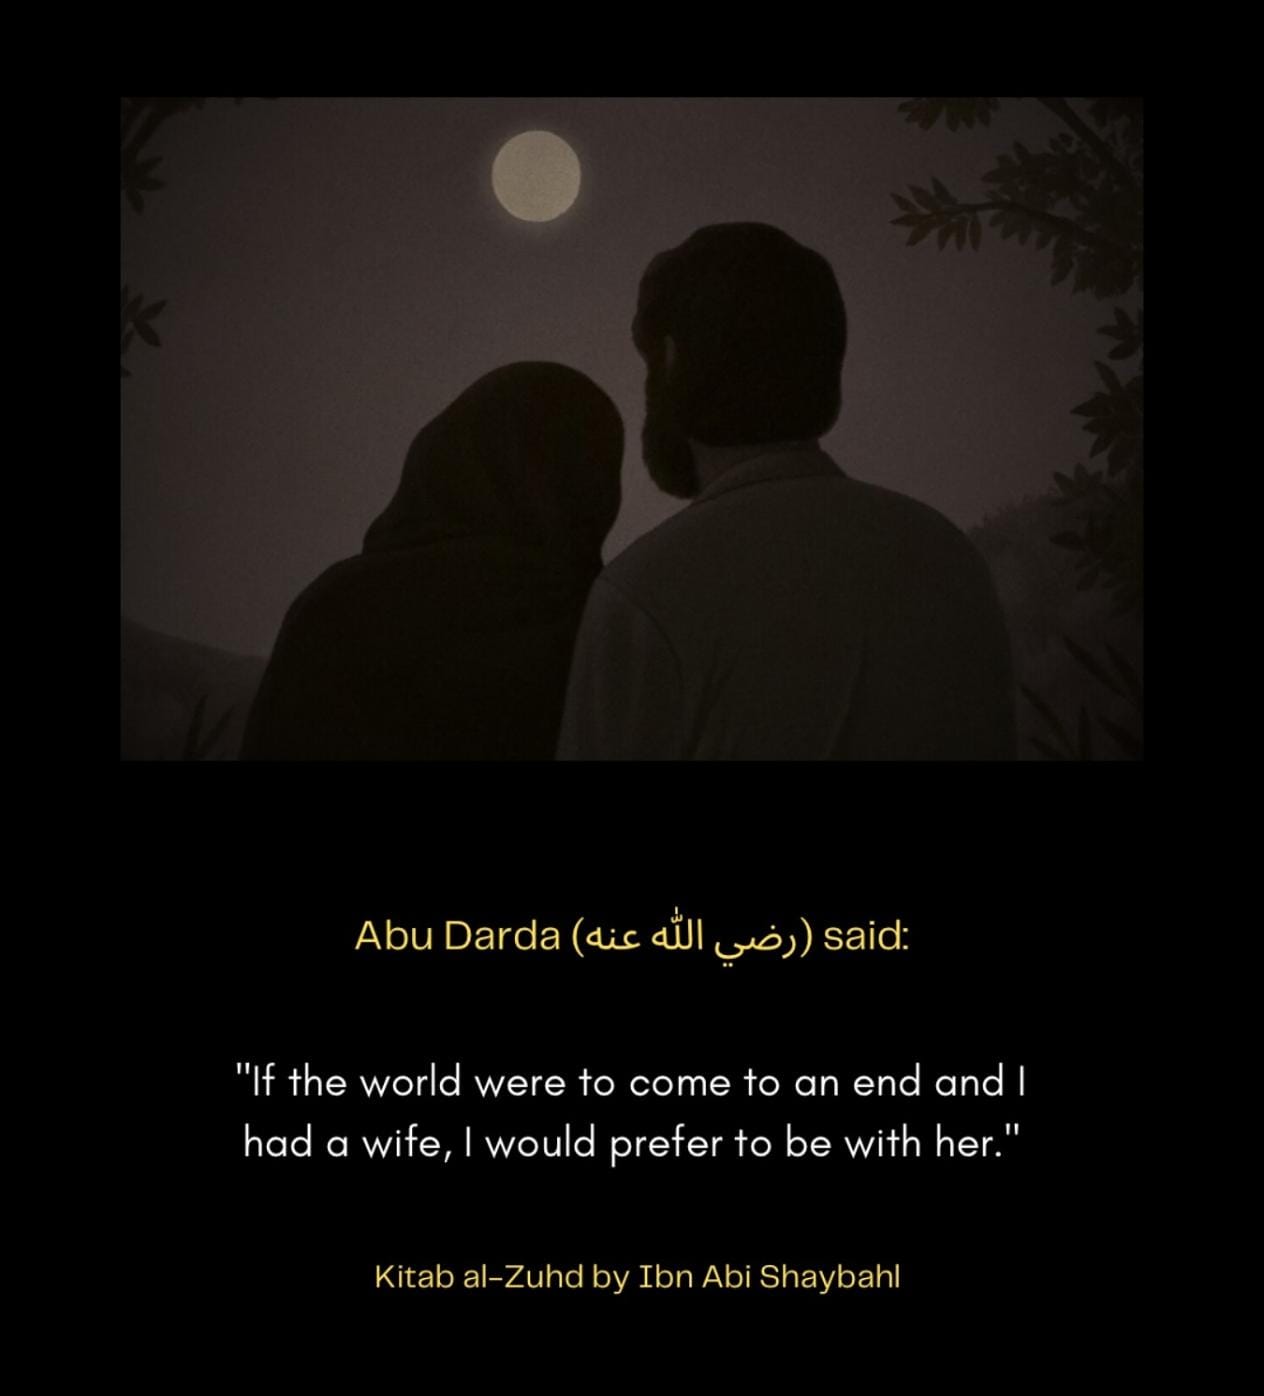 Abu Darda (رضي الله عنه) said:
"If the world were to come to an end and I
had a wife, I would prefer to be with her."
Kitab al-Zuhd by Ibn Abi Shaybahl